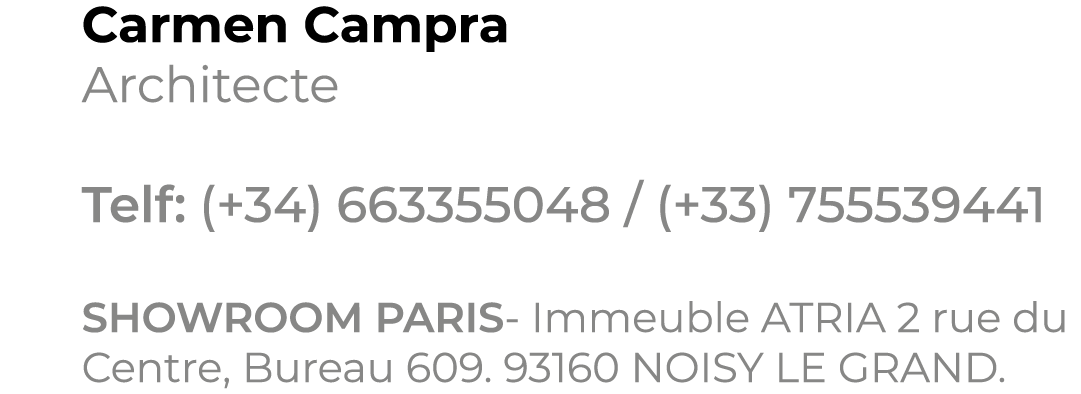 Carmen Campra
Architecte
Telf: (+34) 663355048 / (+33) 755539441
SHOWROOM PARIS- Immeuble ATRIA 2 rue du
Centre, Bureau 609. 93160 NOISY LE GRAND.